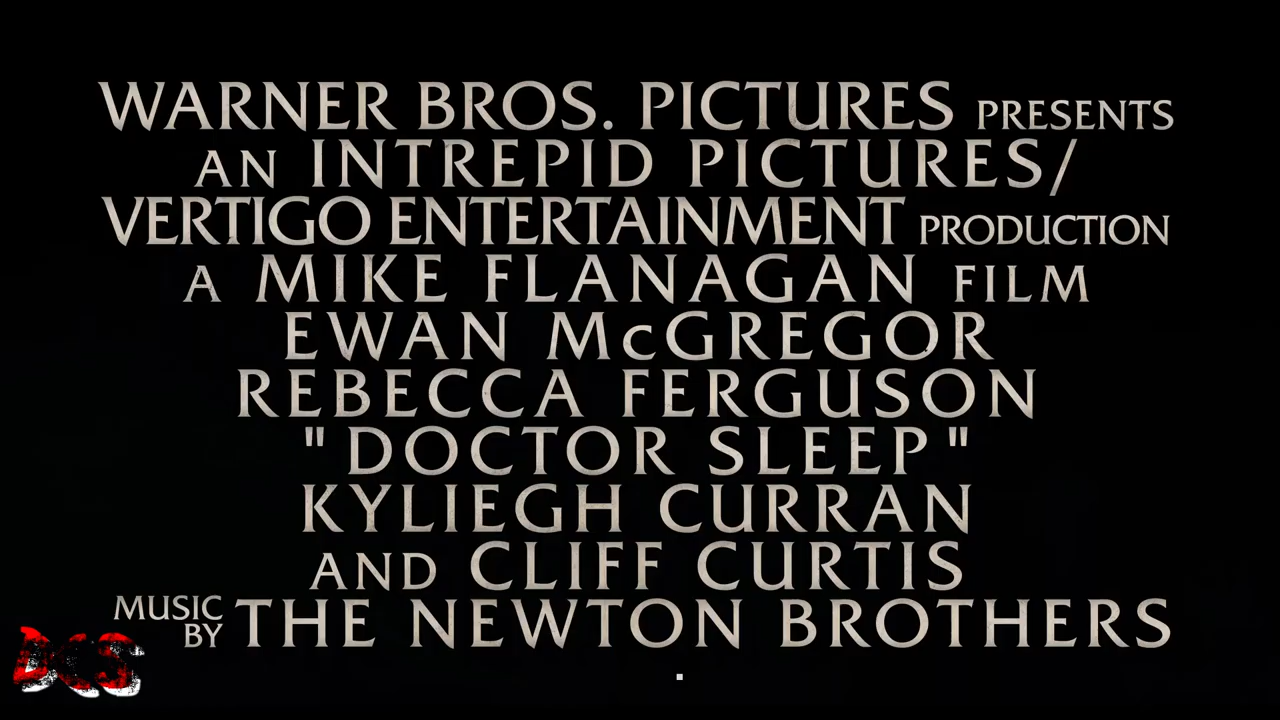 WARNER BROS. PICTURES PRESENTS
AN INTREPID PICTURES/
VERTIGO ENTERTAINMENT PRODUCTION
A MIKE FLANAGAN FILM
EWAN McGREGOR
REBECCA FERGUSON
"DOCTOR SLEEP"
KYLIEGH CURRAN
AND CLIFF CURTIS
MUSIC BY THE NEWTON BROTHERS
.
DCS